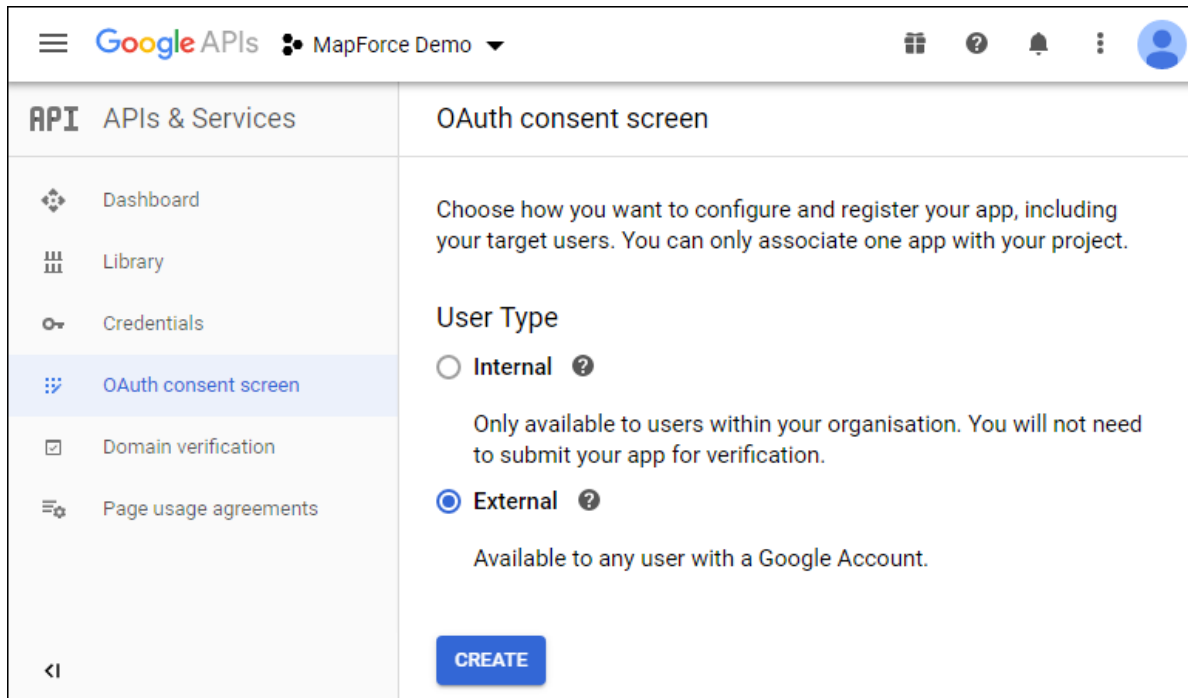 Google APIs MapForce Demo
API APIs & Services
OAuth consent screen
Dashboard
Library
Credentials
OAuth consent screen
Domain verification
Page usage agreements
Choose how you want to configure and register your app, including
your target users. You can only associate one app with your project.
User Type
Internal
Only available to users within your organisation. You will not need
to submit your app for verification.
External
Available to any user with a Google Account.
CREATE